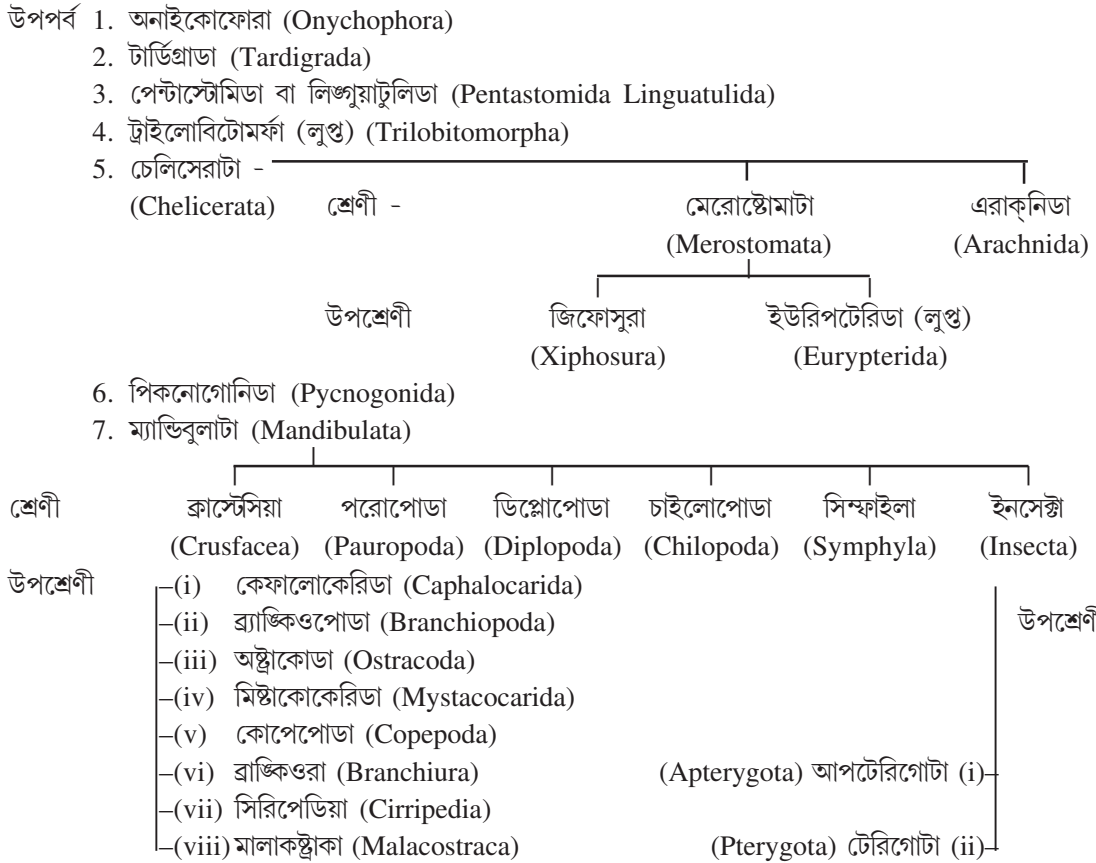 উপপর্ব 1. অনাইকোফোরা (Onychophora)
2. টার্ডিগ্রাডা (Tardigrada)
3. পেন্টাস্টোমিডা বা লিঙ্গুয়াটুলিডা (Pentastomida Linguatulida)
4. ট্রাইলোবিটোমর্ফা (লুপ্ত) (Trilobitomorpha)
5. চেলিসেরাটা -
(Chelicerata) শ্রেণী - মেরোষ্টোমাটা এরাক্‌নিডা
(Merostomata) (Arachnida)
উপশ্রেণী জিফোসুরা ইউরিপটেরিডা (লুপ্ত)
(Xiphosura) (Eurypterida)
6. পিকনোগোনিডা (Pycnogonida)
7. ম্যান্ডিবুলাটা (Mandibulata)
শ্রেণী ক্রাস্টেসিয়া পরোপোডা ডিপ্লোপোডা চাইলোপোডা সিম্ফাইলা ইনসেক্টা
(Crusfacea) (Pauropoda) (Diplopoda) (Chilopoda) (Symphyla) (Insecta)
উপশ্রেণী –(i) কেফালোকেরিডা (Caphalocarida)
–(ii) ব্র্যাঙ্কিওপোডা (Branchiopoda) উপশ্রেণী
–(iii) অষ্ট্রাকোডা (Ostracoda)
–(iv) মিষ্টাকোকেরিডা (Mystacocarida)
–(v) কোপেপোডা (Copepoda)
–(vi) ব্রাঙ্কিওরা (Branchiura) (Apterygota) আপটেরিগোটা (i)–
–(vii) সিরিপেডিয়া (Cirripedia)
–(viii) মালাকষ্ট্রাকা (Malacostraca) (Pterygota) টেরিগোটা (ii)–